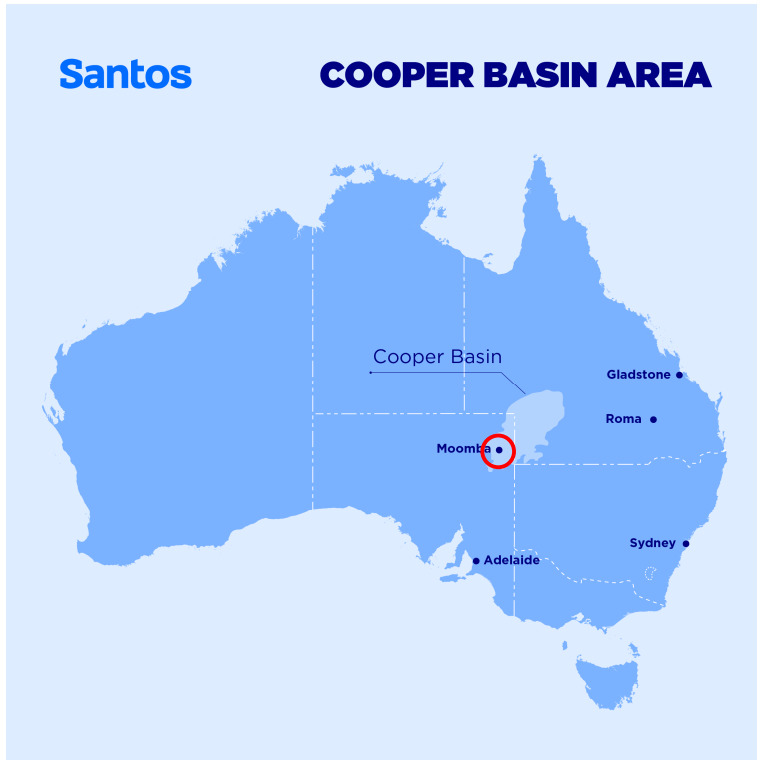 Santos
COOPER BASIN AREA
Cooper Basin
Gladstone
Roma
Moomba
Sydney
Adelaide